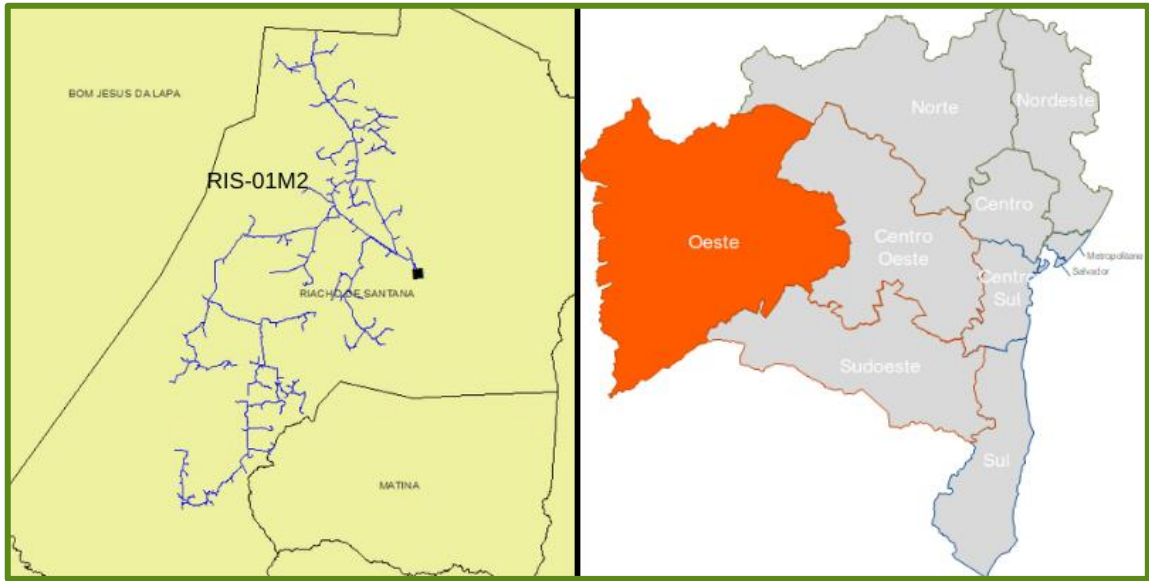 BOM JESUS DA LAPA
RIS-01M2
RIACHO DE SANTANA
MATINA
Norte
Nordeste
Centro
Oeste
Centro
Oeste
Metropolitana
Salvador
Centro
Sul
Sudoeste
Sul